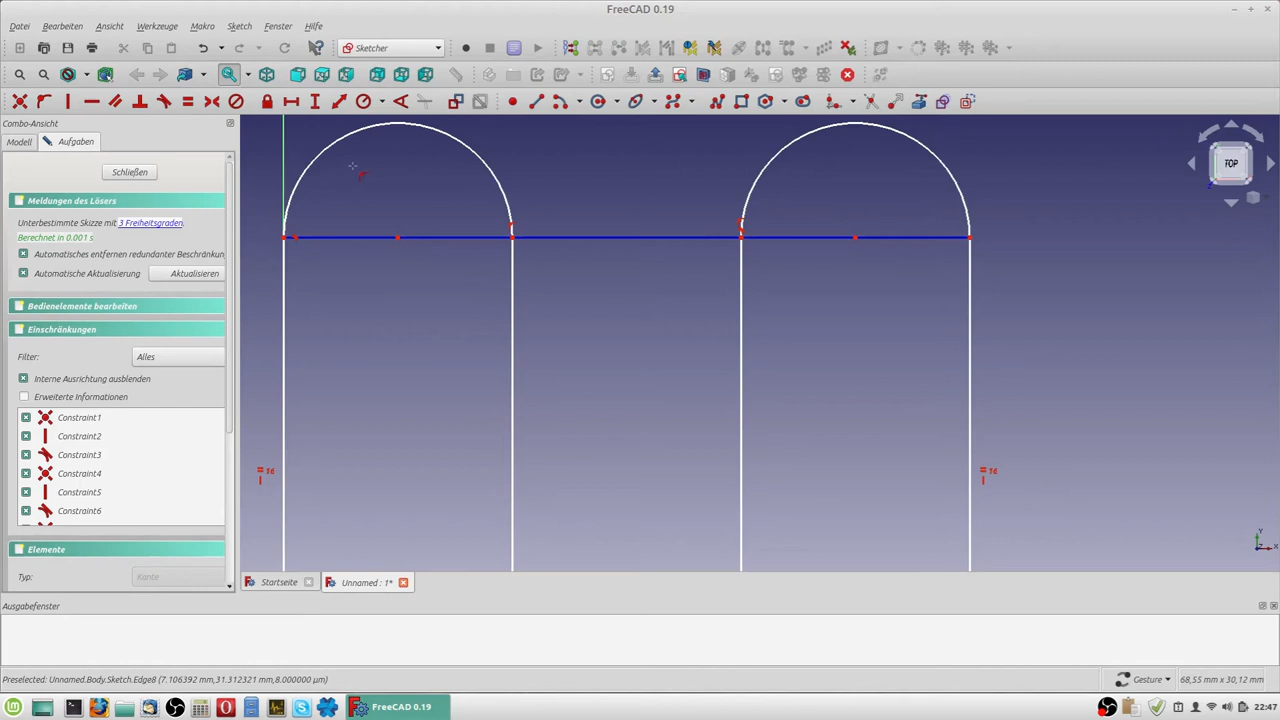 FreeCAD 0.19
Datei Bearbeiten Ansicht Werkzeuge Makro Sketch Fenster Hilfe
Sketcher
Combo-Ansicht
Modell Aufgaben
Schließen
Meldungen des Lösers
Unterbestimmte Skizze mit 3 Freiheitsgraden.
Berechnet in 0.001 s
Automatisches entfernen redundanter Beschränkun
Automatische Aktualisierung Aktualisieren
Bedienelemente bearbeiten
Einschränkungen
Filter: Alles
Interne Ausrichtung ausblenden
Erweiterte Informationen
Constraint1
Constraint2
Constraint3
Constraint4
Constraint5
Constraint6
Elemente
Typ: Kante
TOP
Z
= 16
= 16
Y
Z X
Startseite Unnamed : 1*
Ausgabefenster
Preselected: Unnamed.Body.Sketch.Edge8 (7.106392 mm,31.312321 mm,8.000000 µm)
Gesture 68,55 mm x 30,12 mm
FreeCAD 0.19
22:47